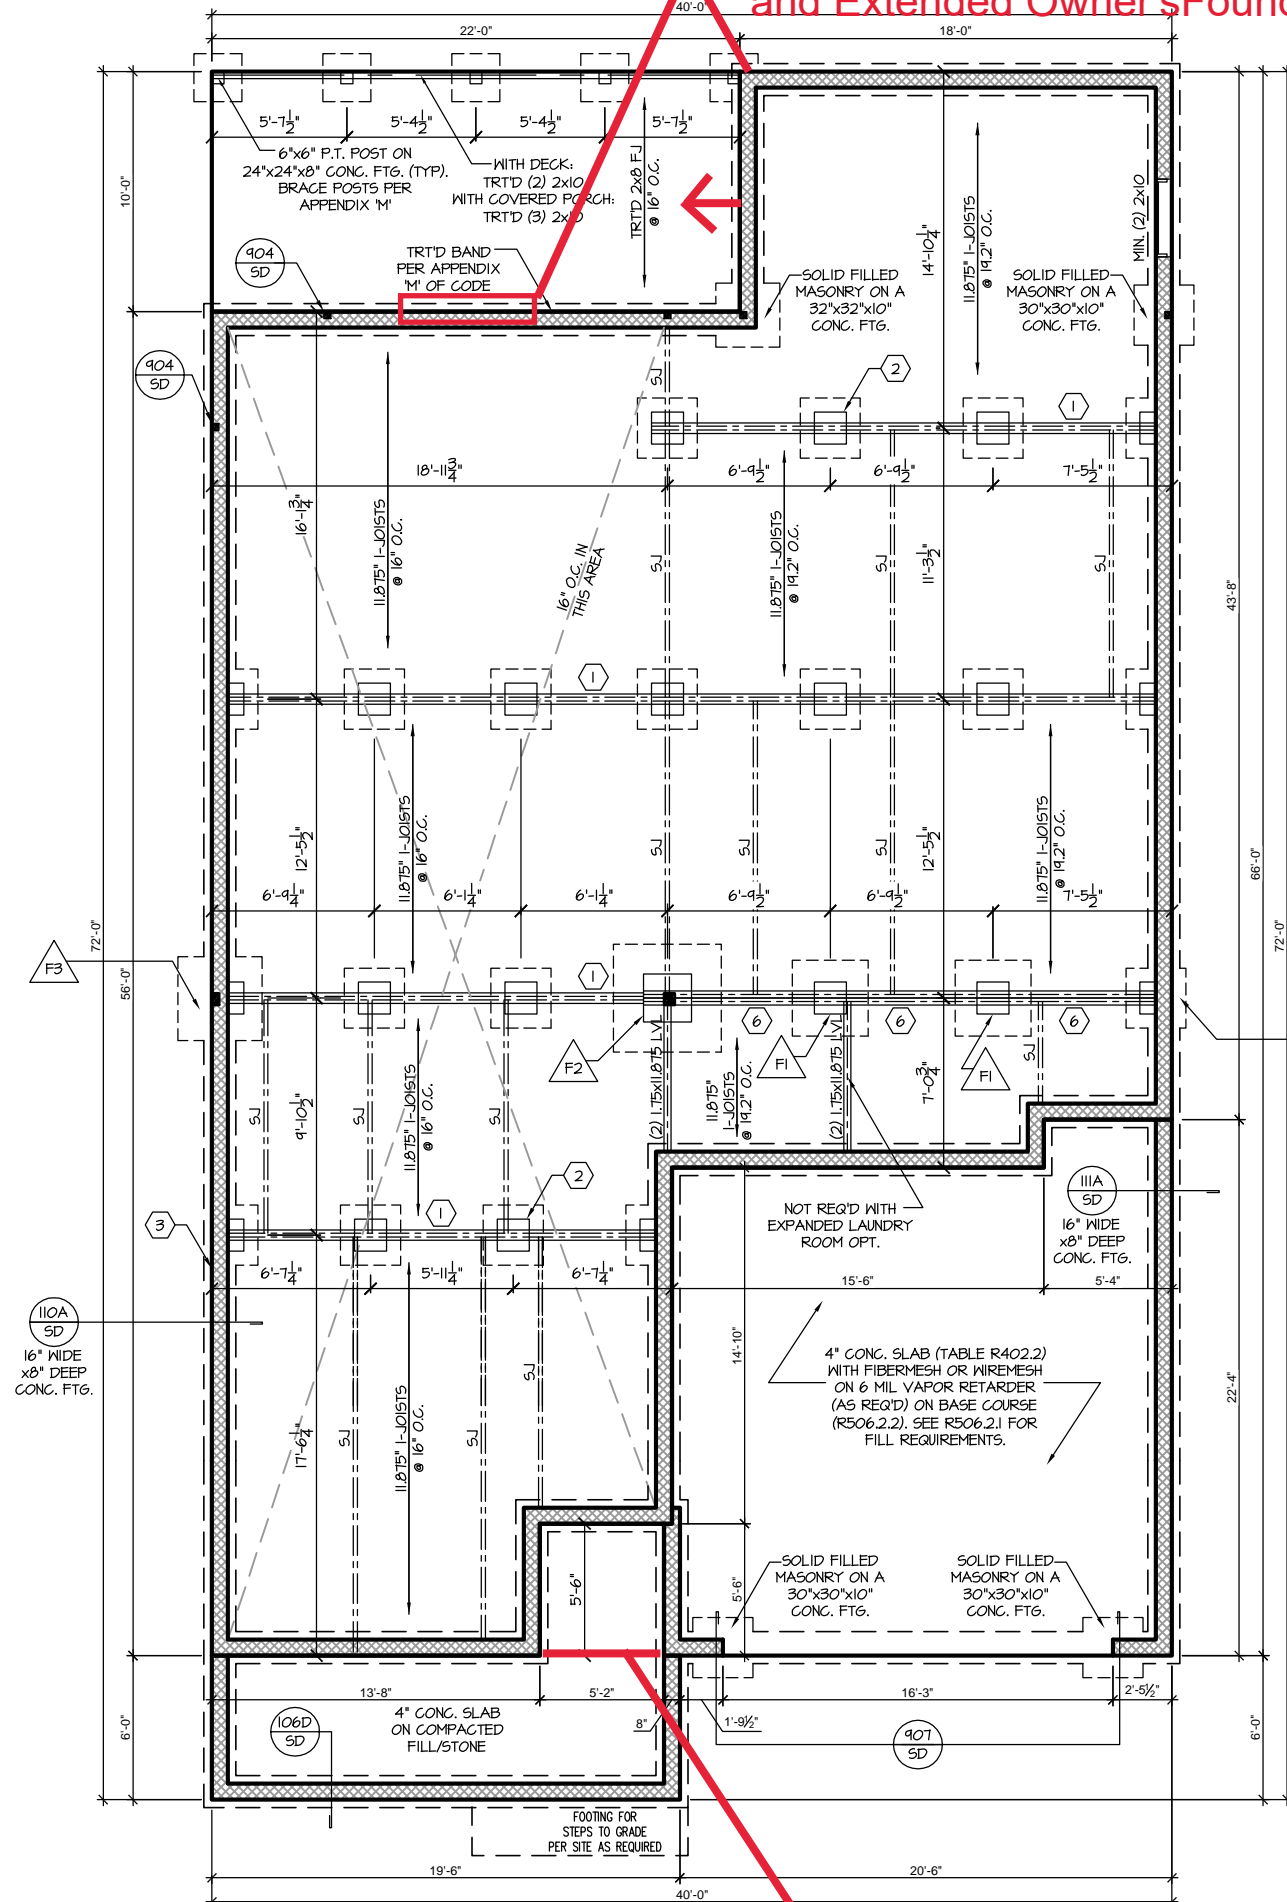 and Extended Owner'sFound
40'-0"
22'-0"
18'-0"
5'-7½"
5'-4½"
5'-4½"
5'-7½"
6"x6" P.T. POST ON
24"x24"x8" CONC. FTG. (TYP).
BRACE POSTS PER
APPENDIX 'M'
WITH DECK:
TRT'D (2) 2x10
WITH COVERED PORCH:
TRT'D (3) 2x10
TRT'D 2x8 FJ
@ 16" O.C.
10'-0"
904
SD
TRT'D BAND
PER APPENDIX
'M' OF CODE
14'-10¼"
11.875" I-JOISTS
@ 19.2" O.C.
MIN. (2) 2x10
SOLID FILLED
MASONRY ON A
32"x32"x10"
CONC. FTG.
SOLID FILLED
MASONRY ON A
30"x30"x10"
CONC. FTG.
904
SD
SJ
2
1
18'-11¾"
6'-9½"
6'-9½"
7'-5½"
16'-1¾"
11.875" I-JOISTS
@ 16" O.C.
16" O.C. IN
THIS AREA
SJ
11.875" I-JOISTS
@ 19.2" O.C.
SJ
11'-3½"
SJ
43'-8"
1
12'-5½"
11.875" I-JOISTS
@ 16" O.C.
SJ
SJ
SJ
12'-5½"
11.875" I-JOISTS
@ 19.2" O.C.
6'-9¼"
6'-1¼"
6'-1¼"
6'-9½"
6'-9½"
7'-5½"
66'-0"
72'-0"
72'-0"
56'-0"
F3
1
6
6
6
F2
F1
F1
(2) 1.75x11.875 LVL
11.875"
I-JOISTS
@ 19.2" O.C.
(2) 1.75x11.875 LVL
7'-0¾"
SJ
SJ
9'-10½"
SJ
11.875" I-JOISTS
@ 16" O.C.
SJ
2
1
3
NOT REQ'D WITH
EXPANDED LAUNDRY
ROOM OPT.
111A
SD
16" WIDE
x8" DEEP
CONC. FTG.
6'-7¼"
5'-11¼"
6'-7¼"
15'-6"
5'-4"
110A
SD
16" WIDE
x8" DEEP
CONC. FTG.
14'-10"
4" CONC. SLAB (TABLE R402.2)
WITH FIBERMESH OR WIREMESH
ON 6 MIL VAPOR RETARDER
(AS REQ'D) ON BASE COURSE
(R506.2.2). SEE R506.2.1 FOR
FILL REQUIREMENTS.
22'-4"
17'-6¼"
SJ
11.875" I-JOISTS
@ 16" O.C.
SJ
SJ
5'-6"
5'-6"
SOLID FILLED
MASONRY ON A
30"x30"x10"
CONC. FTG.
SOLID FILLED
MASONRY ON A
30"x30"x10"
CONC. FTG.
13'-8"
5'-2"
16'-3"
2'-5½"
8"
1'-9½"
6'-0"
106D
SD
4" CONC. SLAB
ON COMPACTED
FILL/STONE
907
SD
6'-0"
FOOTING FOR
STEPS TO GRADE
PER SITE AS REQUIRED
19'-6"
20'-6"
40'-0"